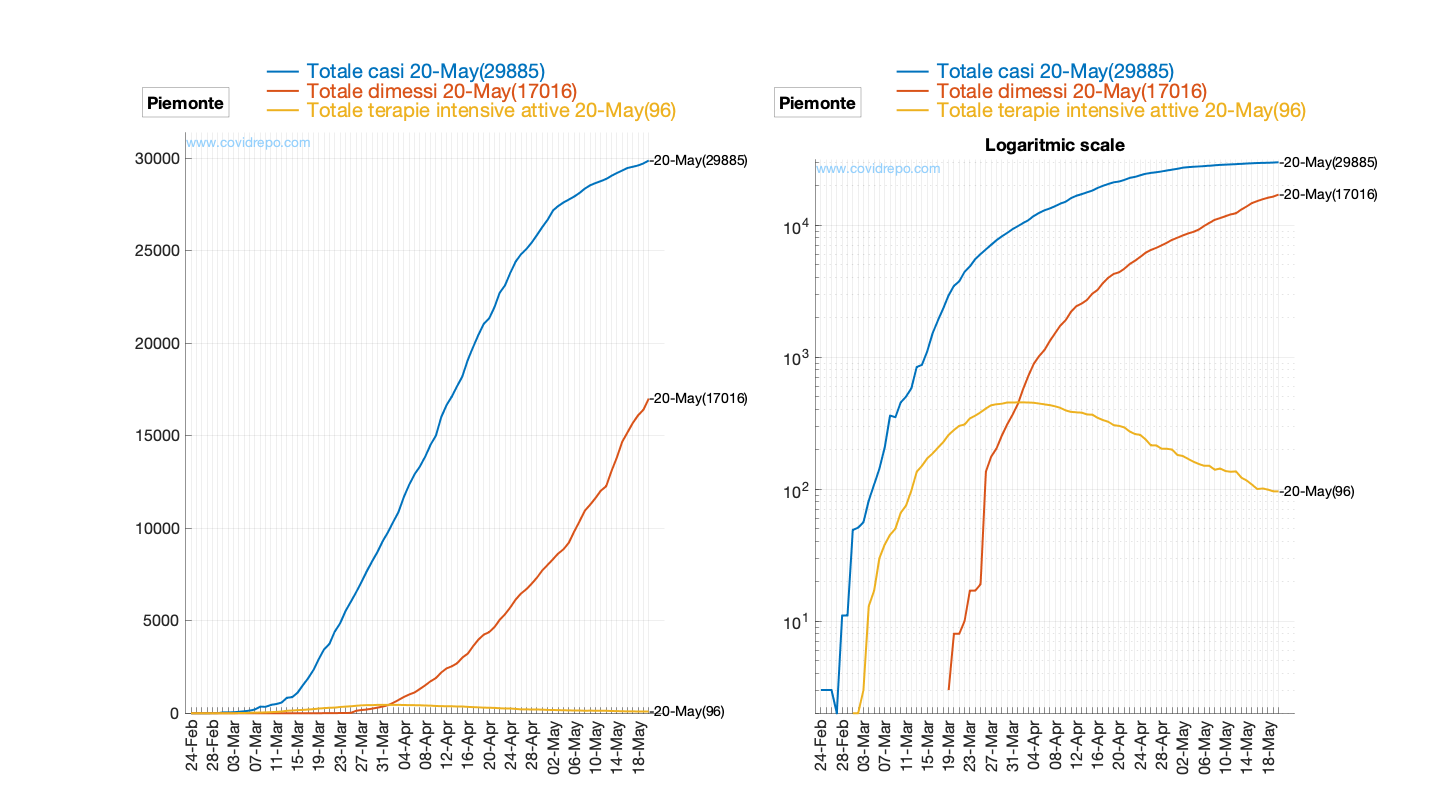 Piemonte
Totale casi 20-May(29885)
Totale dimessi 20-May(17016)
Totale terapie intensive attive 20-May(96)
www.covidrepo.com
30000
25000
20000
15000
10000
5000
0
-20-May(29885)
-20-May(17016)
-20-May(96)
24-Feb
28-Feb
03-Mar
07-Mar
11-Mar
15-Mar
19-Mar
23-Mar
27-Mar
31-Mar
04-Apr
08-Apr
12-Apr
16-Apr
20-Apr
24-Apr
28-Apr
02-May
06-May
10-May
14-May
18-May
Piemonte
Totale casi 20-May(29885)
Totale dimessi 20-May(17016)
Totale terapie intensive attive 20-May(96)
Logaritmic scale
www.covidrepo.com
10^4
10^3
10^2
10^1
-20-May(29885)
-20-May(17016)
-20-May(96)
24-Feb
28-Feb
03-Mar
07-Mar
11-Mar
15-Mar
19-Mar
23-Mar
27-Mar
31-Mar
04-Apr
08-Apr
12-Apr
16-Apr
20-Apr
24-Apr
28-Apr
02-May
06-May
10-May
14-May
18-May